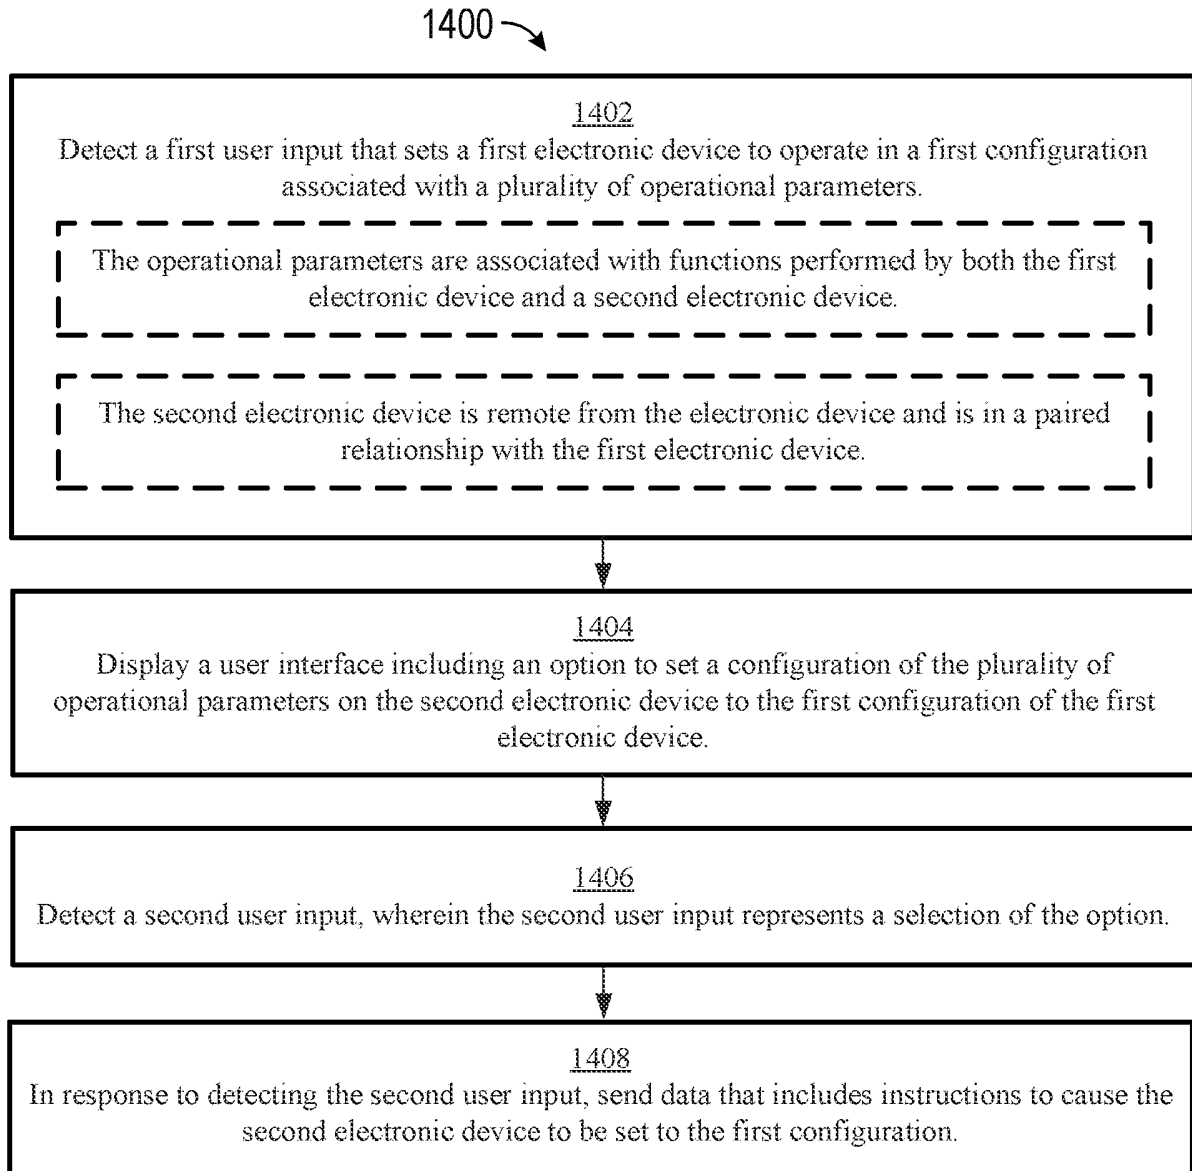 1400
1402
Detect a first user input that sets a first electronic device to operate in a first configuration
associated with a plurality of operational parameters.
The operational parameters are associated with functions performed by both the first
electronic device and a second electronic device.
The second electronic device is remote from the electronic device and is in a paired
relationship with the first electronic device.
1404
Display a user interface including an option to set a configuration of the plurality of
operational parameters on the second electronic device to the first configuration of the first
electronic device.
1406
Detect a second user input, wherein the second user input represents a selection of the option.
1408
In response to detecting the second user input, send data that includes instructions to cause the
second electronic device to be set to the first configuration.